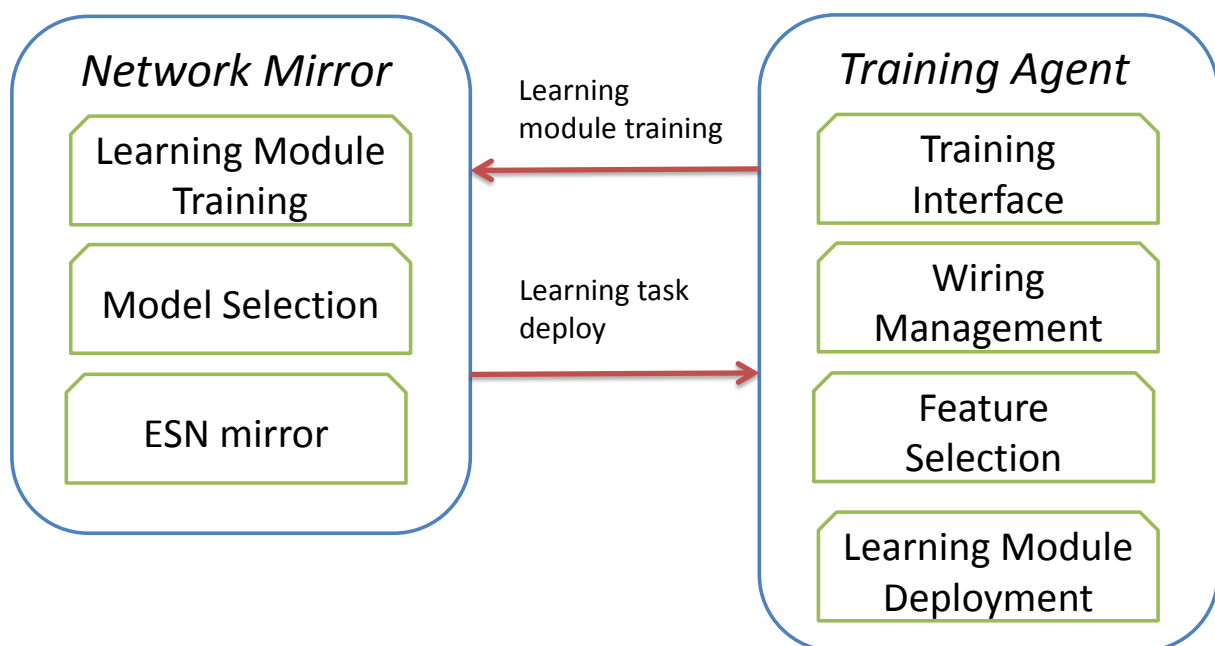 Network Mirror
Learning Module
Training
Model Selection
ESN mirror
Learning
module training
Learning task
deploy
Training Agent
Training
Interface
Wiring
Management
Feature
Selection
Learning Module
Deployment